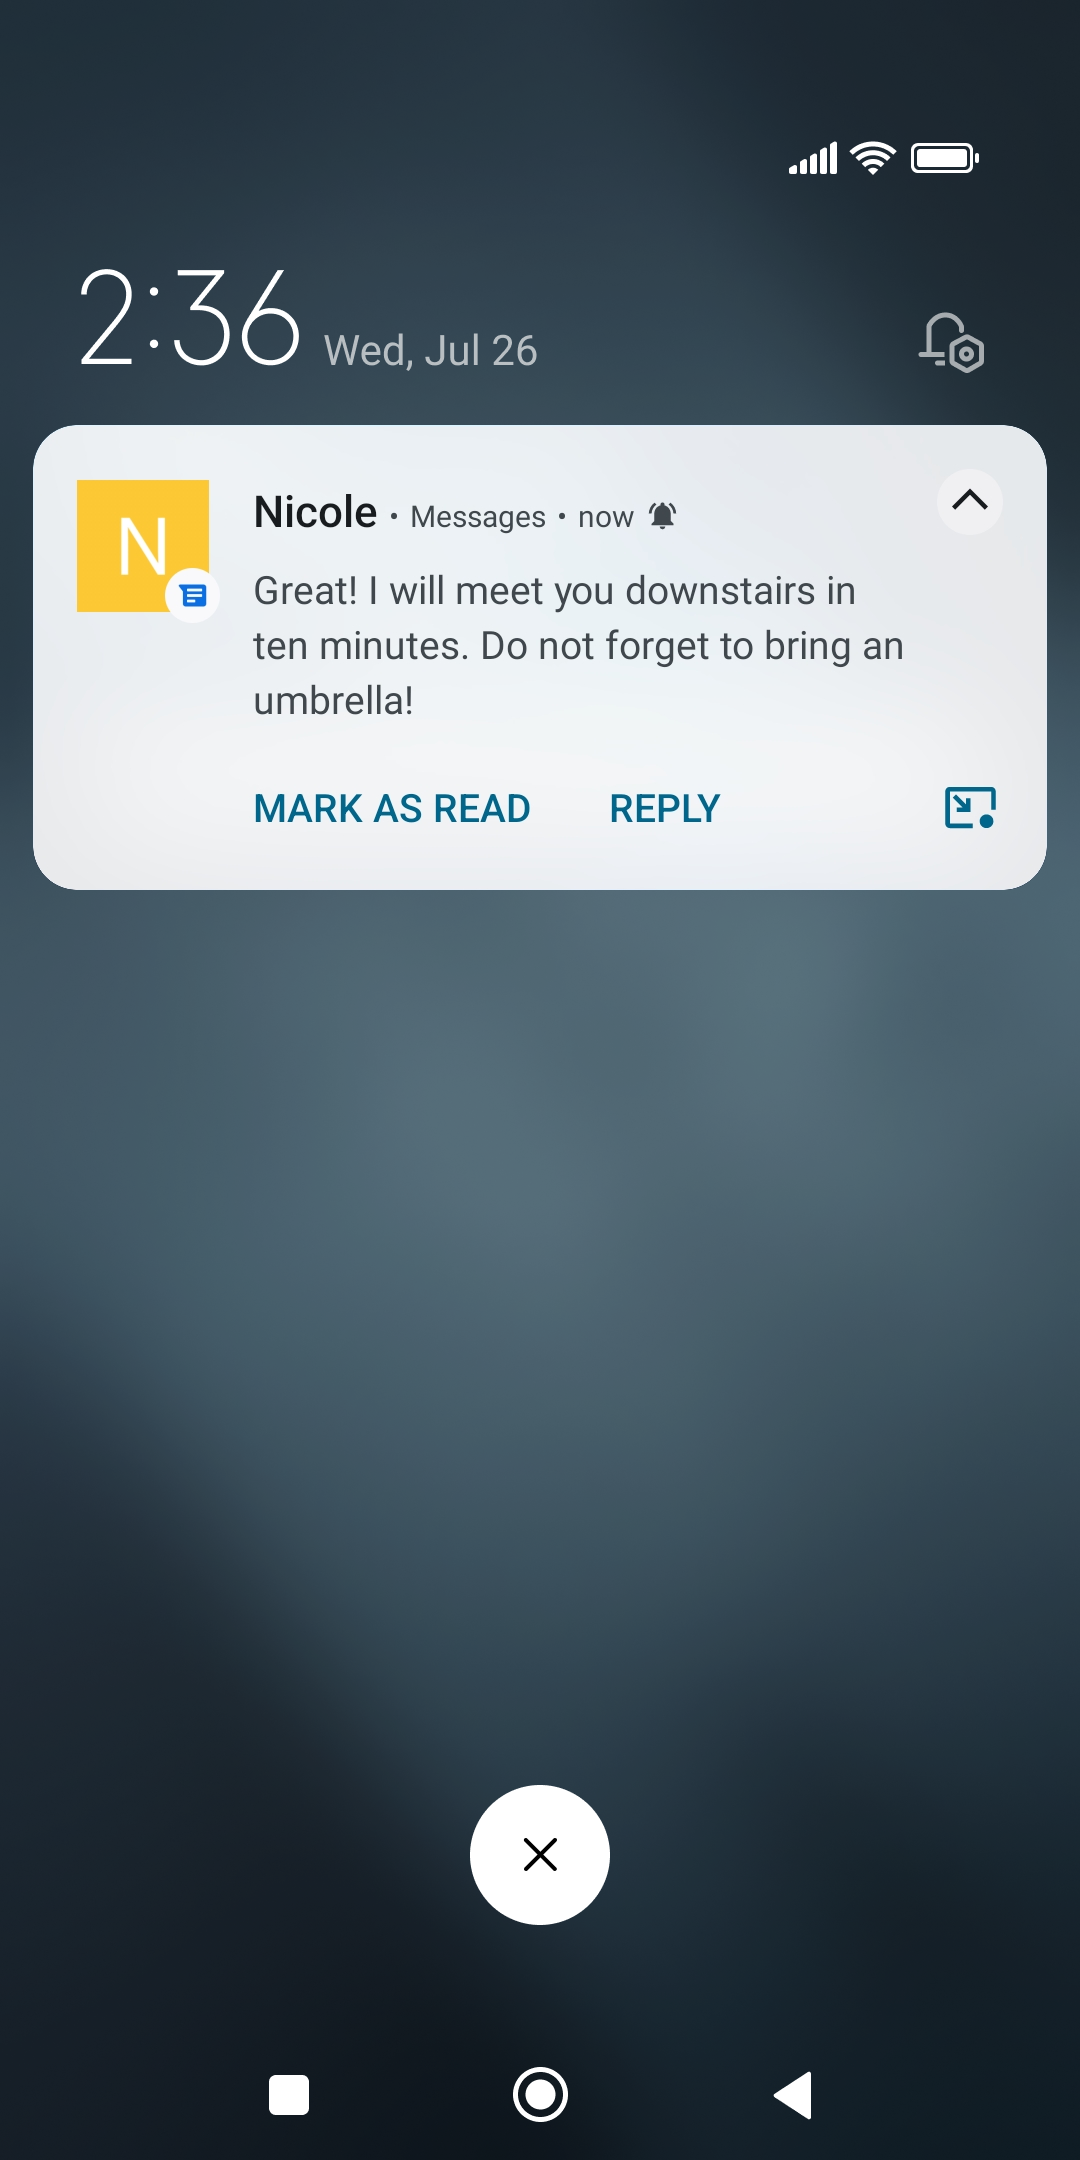 2:36 Wed, Jul 26
N
Nicole · Messages · now
Great! I will meet you downstairs in
ten minutes. Do not forget to bring an
umbrella!
MARK AS READ REPLY